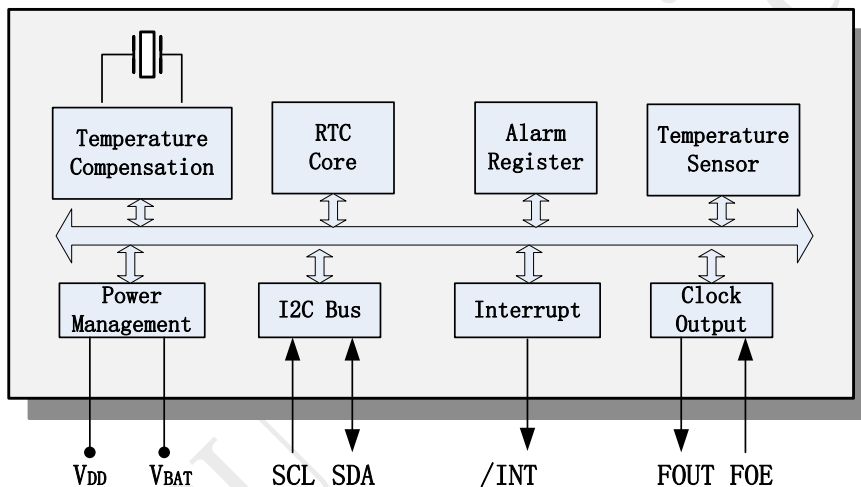 Temperature
Compensation
RTC
Core
Alarm
Register
Temperature
Sensor
Power
Management
I2C Bus
Interrupt
Clock
Output
VDD
VBAT
SCL
SDA
/INT
FOUT
FOE